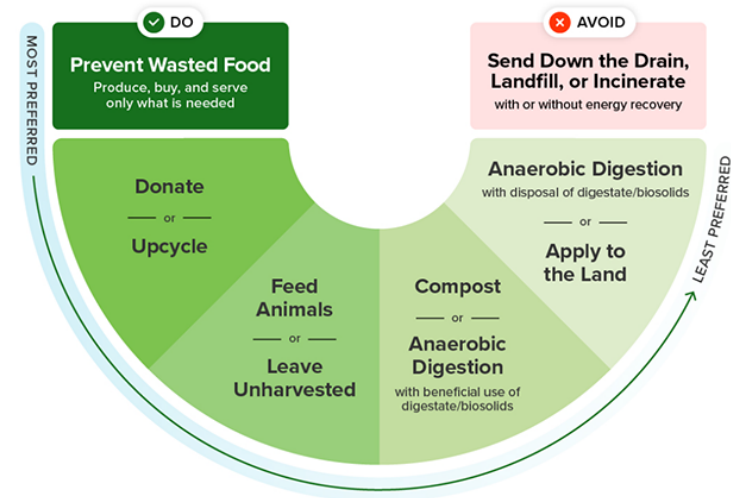 DO
AVOID
MOST PREFERRED
Prevent Wasted Food
Produce, buy, and serve
only what is needed
Send Down the Drain,
Landfill, or Incinerate
with or without energy recovery
Donate
or
Upcycle
Feed
Animals
or
Leave
Unharvested
Compost
or
Anaerobic
Digestion
with beneficial use of
digestate/biosolids
Anaerobic Digestion
with disposal of digestate/biosolids
or
Apply to
the Land
LEAST PREFERRED